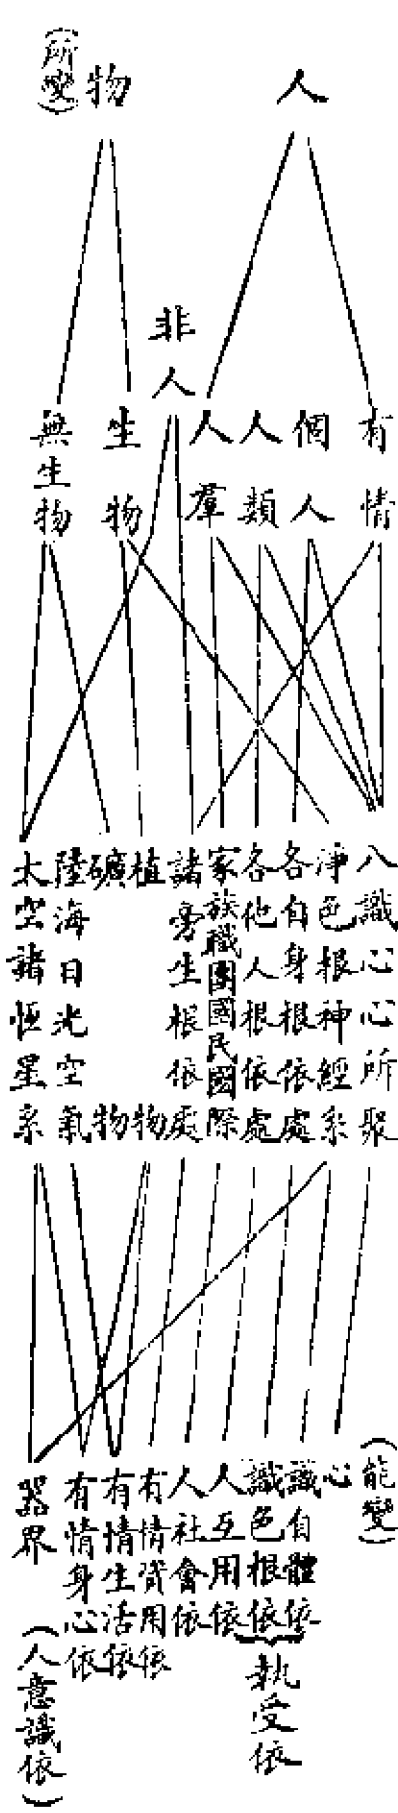 人
物
（所變）
有情
個人
人類
人羣
非人
生物
無生物
八識心心所聚
淨色根神經系
各自身根依處
各他人根依處
家族職團國民國際
諸旁生根依處
植物
礦物
陸海日光空氣
太空諸恆星系
（能變）
心
識自體依
識色根依
執受依
人互用依
人社會依
有情資用依
有情生活依
有情身心依
器界
（人意識依）